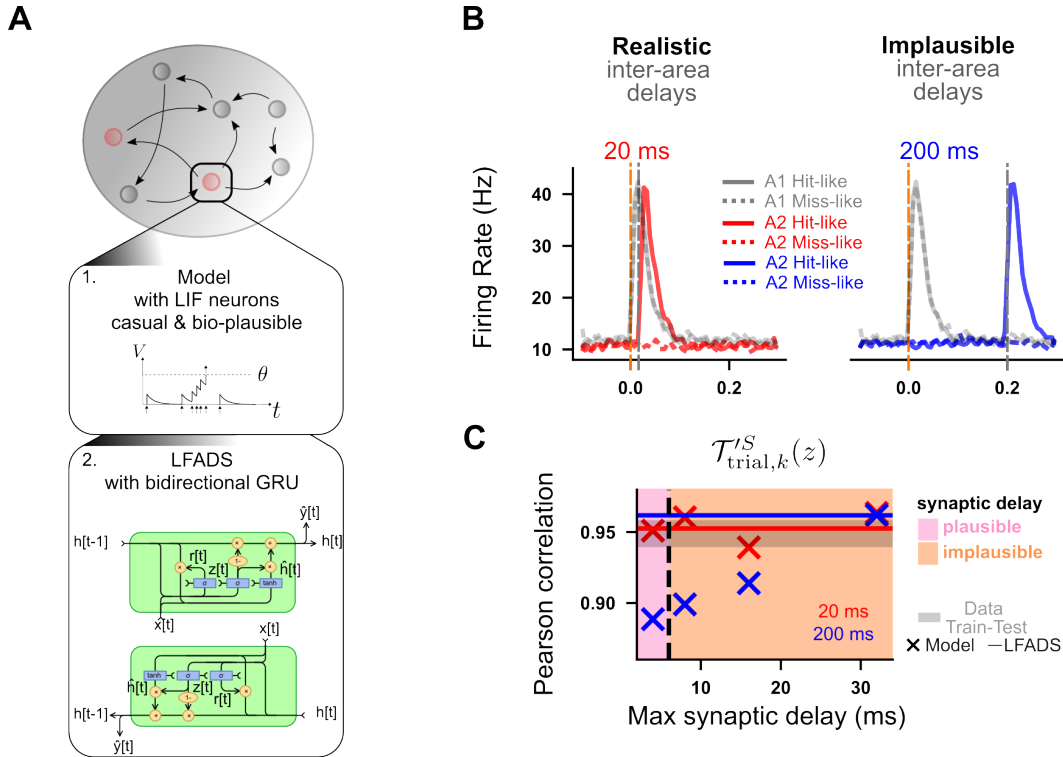 A
1.
Model
with LIF neurons
casual & bio-plausible
V
θ
t
2.
LFADS
with bidirectional GRU
ŷ[t]
h[t-1]
h[t]
r[t]
z[t]
1-
ĥ[t]
×
+
σ
σ
tanh
x[t]
x[t]
tanh
σ
σ
ĥ[t]
z[t]
r[t]
1-
h[t-1]
h[t]
ŷ[t]
B
Realistic
inter-area
delays
Implausible
inter-area
delays
20 ms
200 ms
Firing Rate (Hz)
40
30
20
10
A1 Hit-like
A1 Miss-like
A2 Hit-like
A2 Miss-like
A2 Hit-like
A2 Miss-like
0.0 0.2
0.0 0.2
C
𝒯′ˢ_trial,k(z)
Pearson correlation
0.95
0.90
20 ms
200 ms
10 20 30
Max synaptic delay (ms)
synaptic delay
plausible
implausible
Data
Train-Test
× Model —LFADS